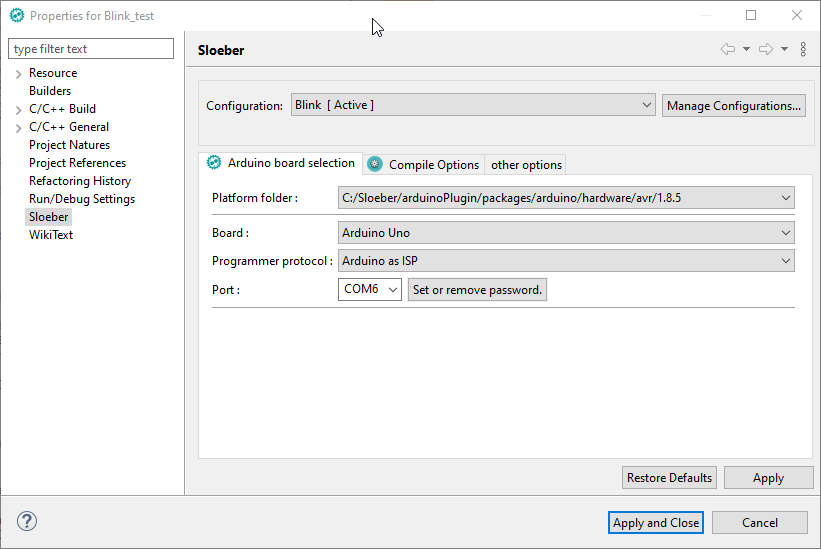 Properties for Blink_test
type filter text
Resource
Builders
C/C++ Build
C/C++ General
Project Natures
Project References
Refactoring History
Run/Debug Settings
Sloeber
WikiText
Sloeber
Configuration: Blink [ Active ] Manage Configurations...
Arduino board selection Compile Options other options
Platform folder : C:/Sloeber/arduinoPlugin/packages/arduino/hardware/avr/1.8.5
Board : Arduino Uno
Programmer protocol : Arduino as ISP
Port : COM6 Set or remove password.
Restore Defaults Apply
? Apply and Close Cancel